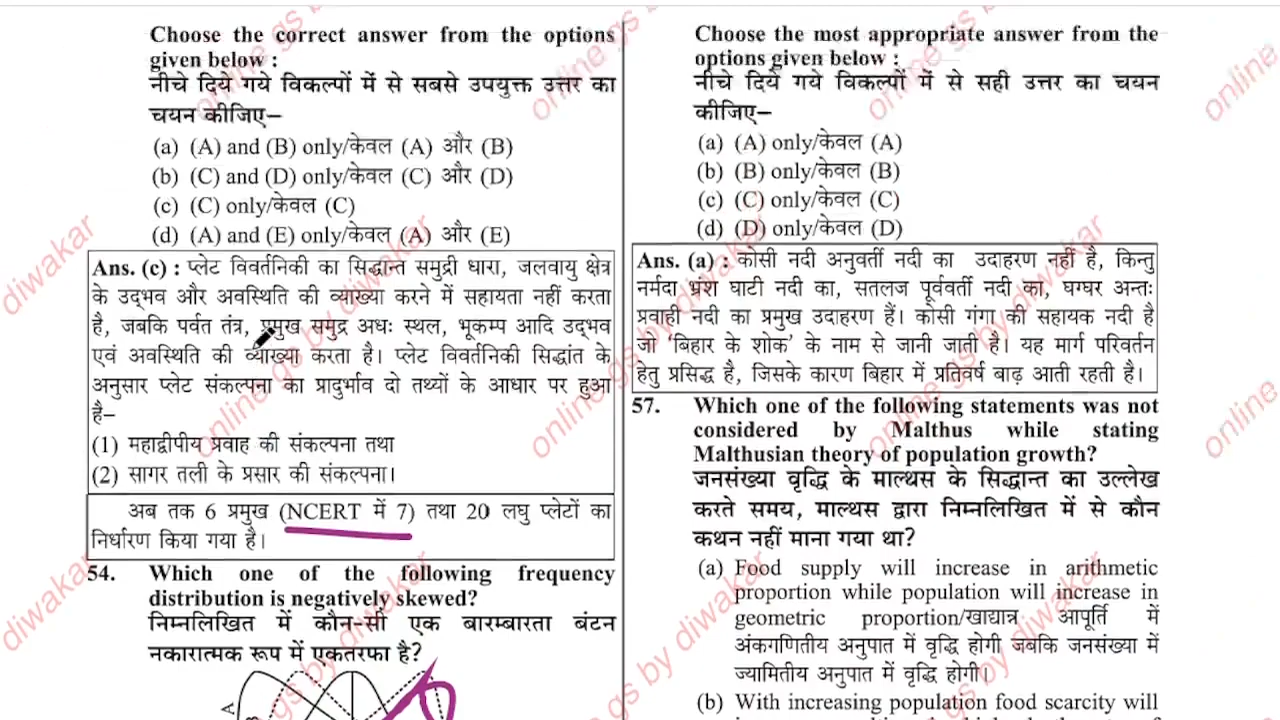 Choose the correct answer from the options
given below :
नीचे दिये गये विकल्पों में से सबसे उपयुक्त उत्तर का
चयन कीजिए–
(a) (A) and (B) only/केवल (A) और (B)
(b) (C) and (D) only/केवल (C) और (D)
(c) (C) only/केवल (C)
(d) (A) and (E) only/केवल (A) और (E)
Ans. (c) : प्लेट विवर्तनिकी का सिद्धान्त समुद्री धारा, जलवायु क्षेत्र
के उद्भव और अवस्थिति की व्याख्या करने में सहायता नहीं करता
है, जबकि पर्वत तंत्र, प्रमुख समुद्र अधः स्थल, भूकम्प आदि उद्भव
एवं अवस्थिति की व्याख्या करता है। प्लेट विवर्तनिकी सिद्धांत के
अनुसार प्लेट संकल्पना का प्रादुर्भाव दो तथ्यों के आधार पर हुआ
है–
(1) महाद्वीपीय प्रवाह की संकल्पना तथा
(2) सागर तली के प्रसार की संकल्पना।
अब तक 6 प्रमुख (NCERT में 7) तथा 20 लघु प्लेटों का
निर्धारण किया गया है।
54. Which one of the following frequency
distribution is negatively skewed?
निम्नलिखित में कौन-सी एक बारम्बारता बंटन
नकारात्मक रूप में एकतरफा है?
A
B
Choose the most appropriate answer from the
options given below :
नीचे दिये गये विकल्पों में से सही उत्तर का चयन
कीजिए–
(a) (A) only/केवल (A)
(b) (B) only/केवल (B)
(c) (C) only/केवल (C)
(d) (D) only/केवल (D)
Ans. (a) : कोसी नदी अनुवर्ती नदी का उदाहरण नहीं है, किन्तु
नर्मदा भ्रंश घाटी नदी का, सतलज पूर्ववर्ती नदी का, घग्घर अन्तः
प्रवाही नदी का प्रमुख उदाहरण हैं। कोसी गंगा की सहायक नदी है
जो 'बिहार के शोक' के नाम से जानी जाती है। यह मार्ग परिवर्तन
हेतु प्रसिद्ध है, जिसके कारण बिहार में प्रतिवर्ष बाढ़ आती रहती है।
57. Which one of the following statements was not
considered by Malthus while stating
Malthusian theory of population growth?
जनसंख्या वृद्धि के माल्थस के सिद्धान्त का उल्लेख
करते समय, माल्थस द्वारा निम्नलिखित में से कौन
कथन नहीं माना गया था?
(a) Food supply will increase in arithmetic
proportion while population will increase in
geometric proportion/खाद्यान्न आपूर्ति में
अंकगणितीय अनुपात में वृद्धि होगी जबकि जनसंख्या में
ज्यामितीय अनुपात में वृद्धि होगी।
(b) With increasing population food scarcity will
online gs by diwakar